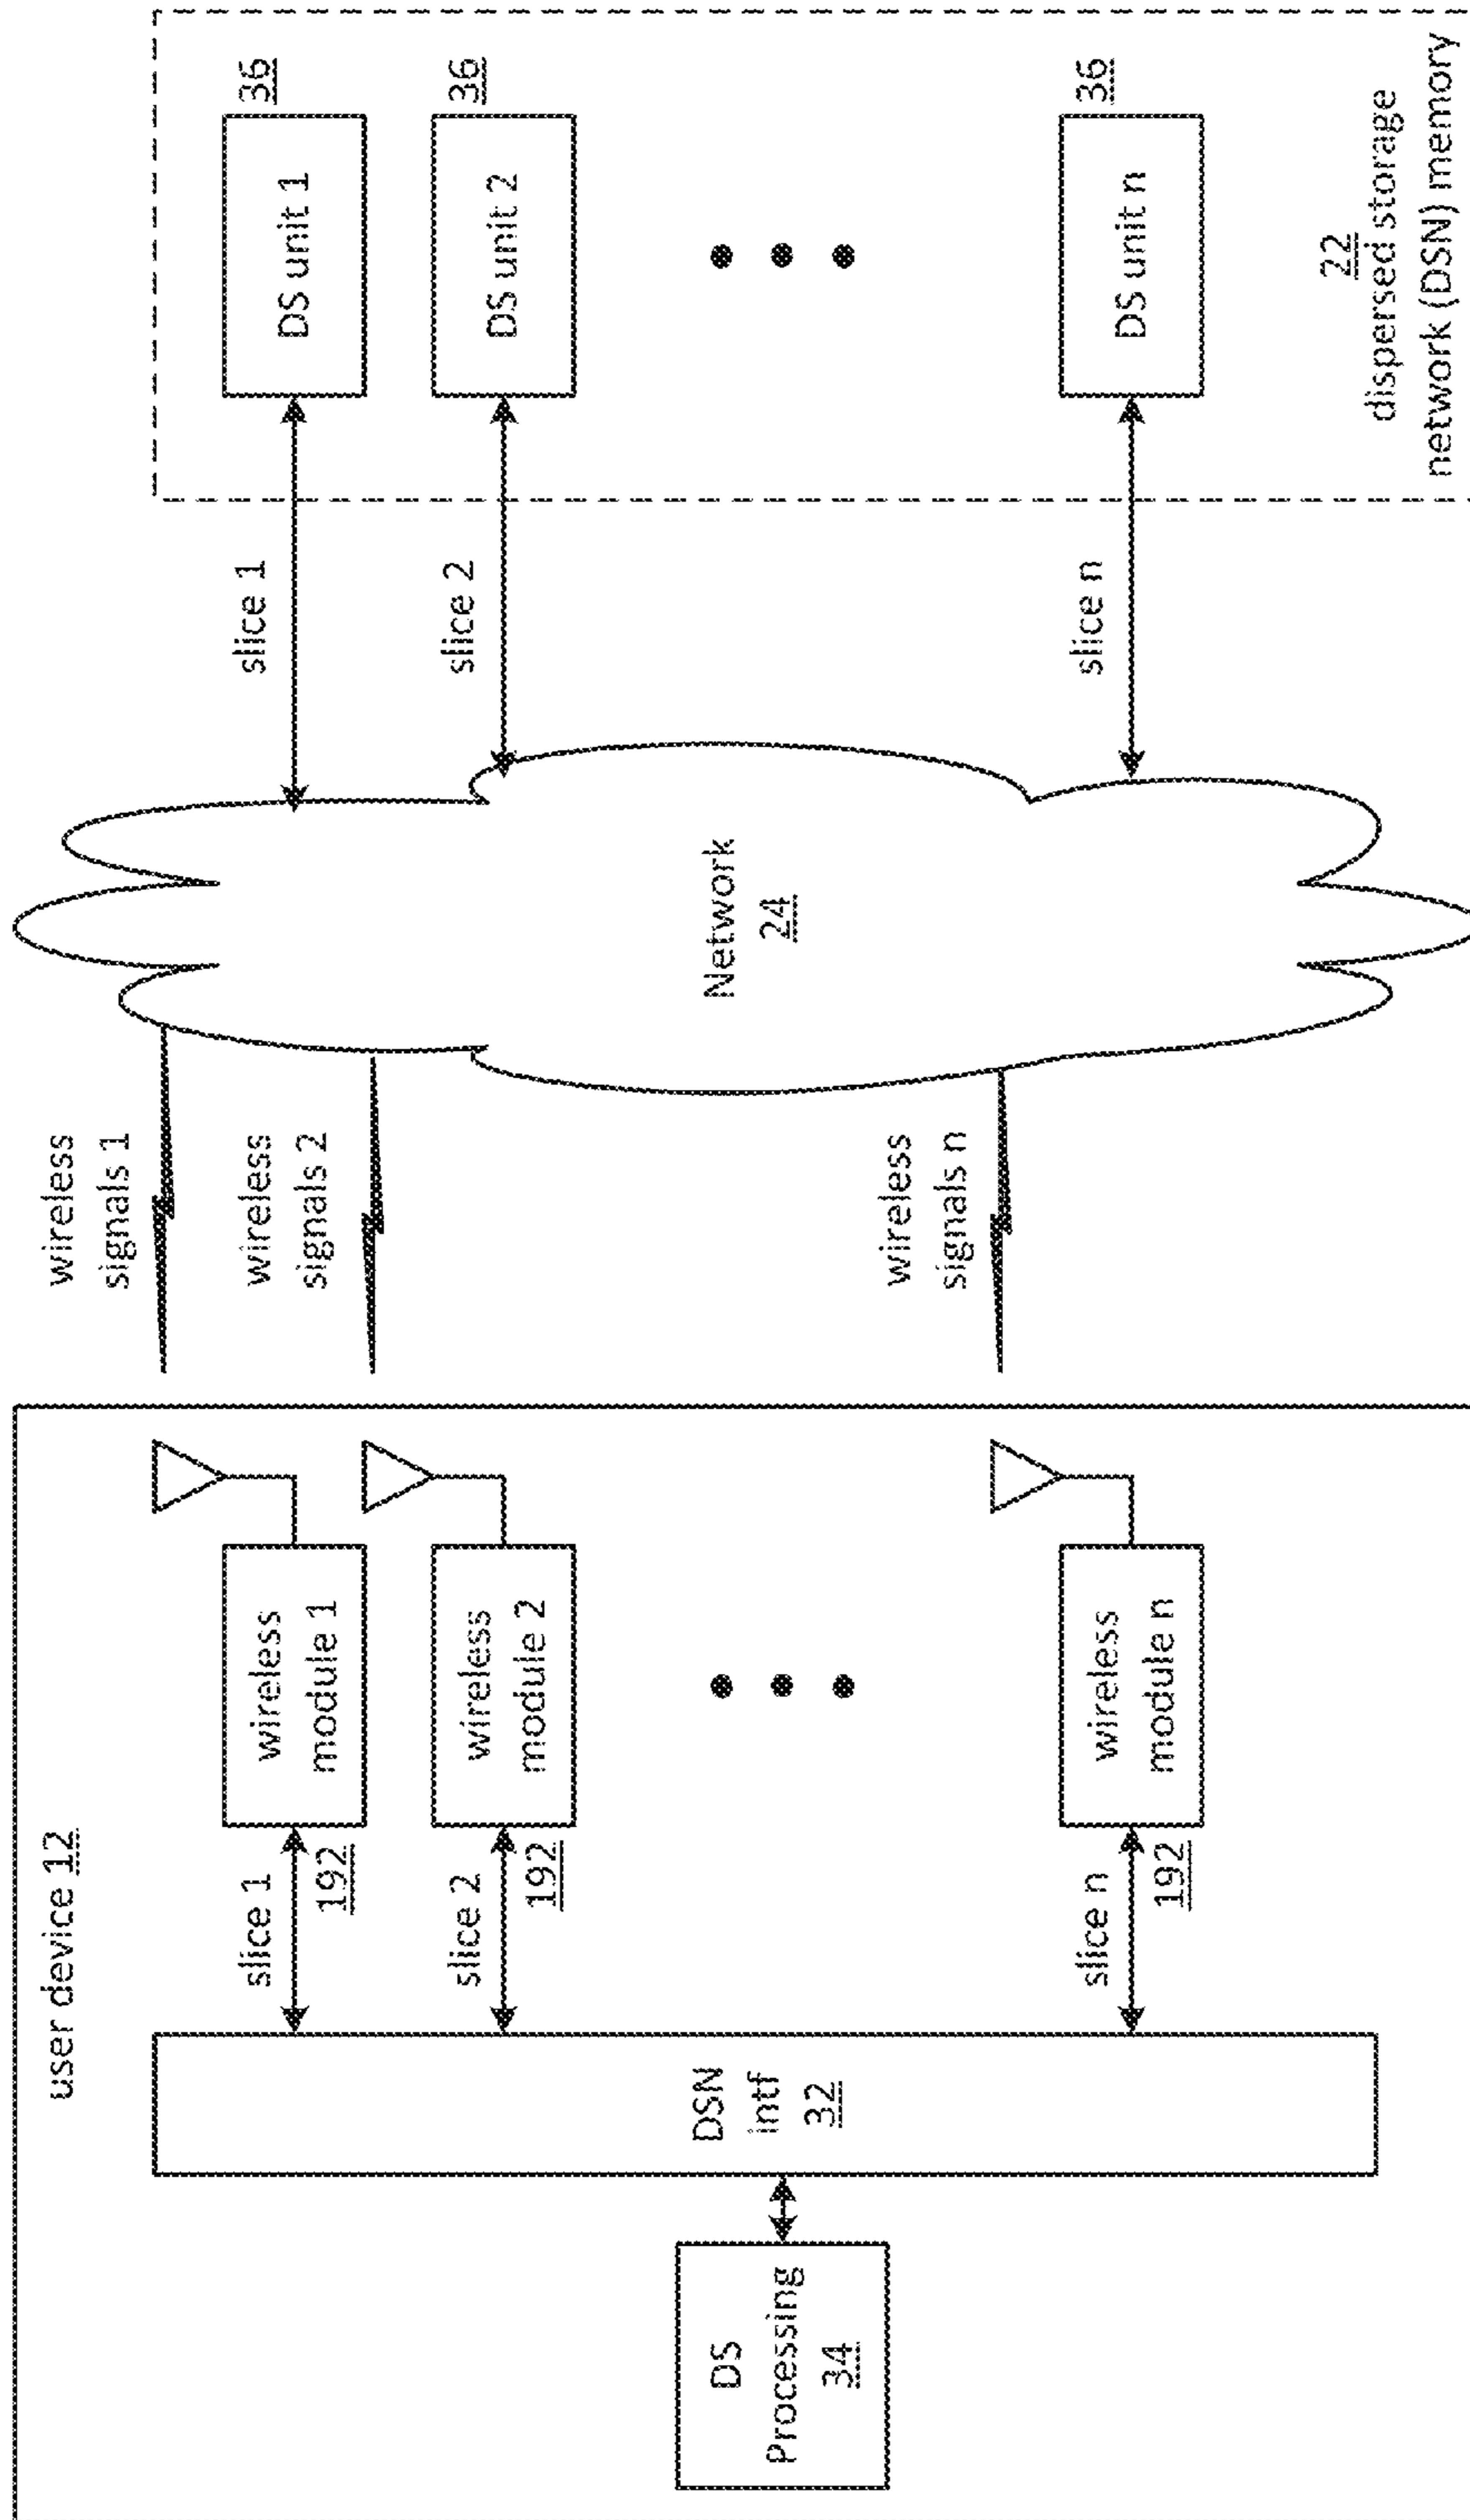 user device 12
DS
Processing
34
DSN
intf
32
slice 1
192
wireless
module 1
slice 2
192
wireless
module 2
slice n
192
wireless
module n
wireless
signals 1
wireless
signals 2
wireless
signals n
Network
24
slice 1
slice 2
slice n
DS unit 1
36
DS unit 2
36
DS unit n
36
22
dispersed storage
network (DSN) memory